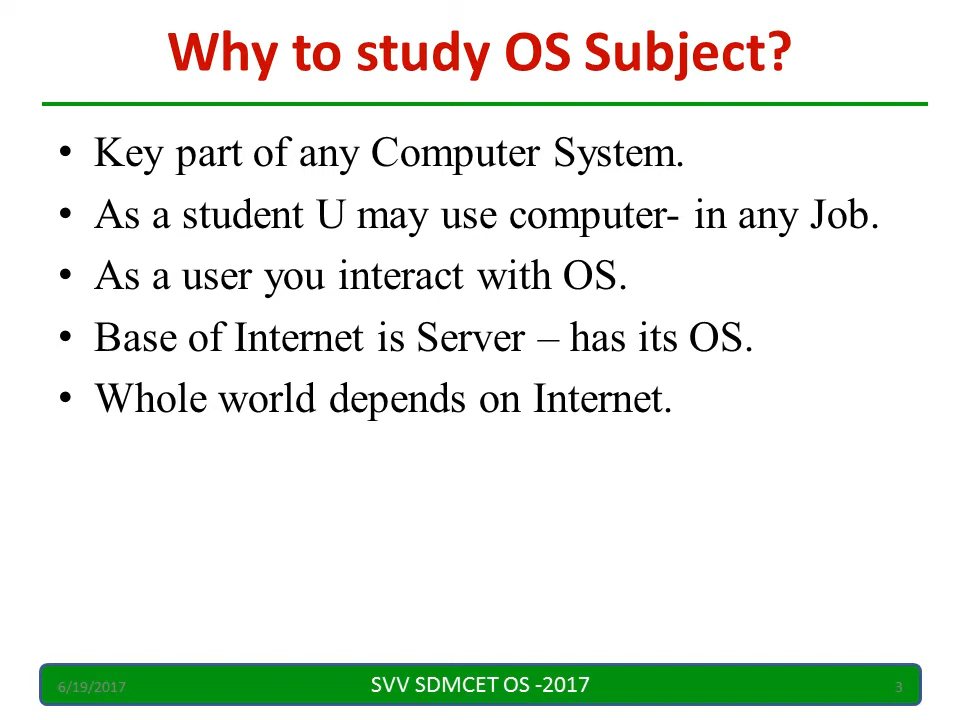 Why to study OS Subject?
• Key part of any Computer System.
• As a student U may use computer- in any Job.
• As a user you interact with OS.
• Base of Internet is Server – has its OS.
• Whole world depends on Internet.
6/19/2017 SVV SDMCET OS -2017 3